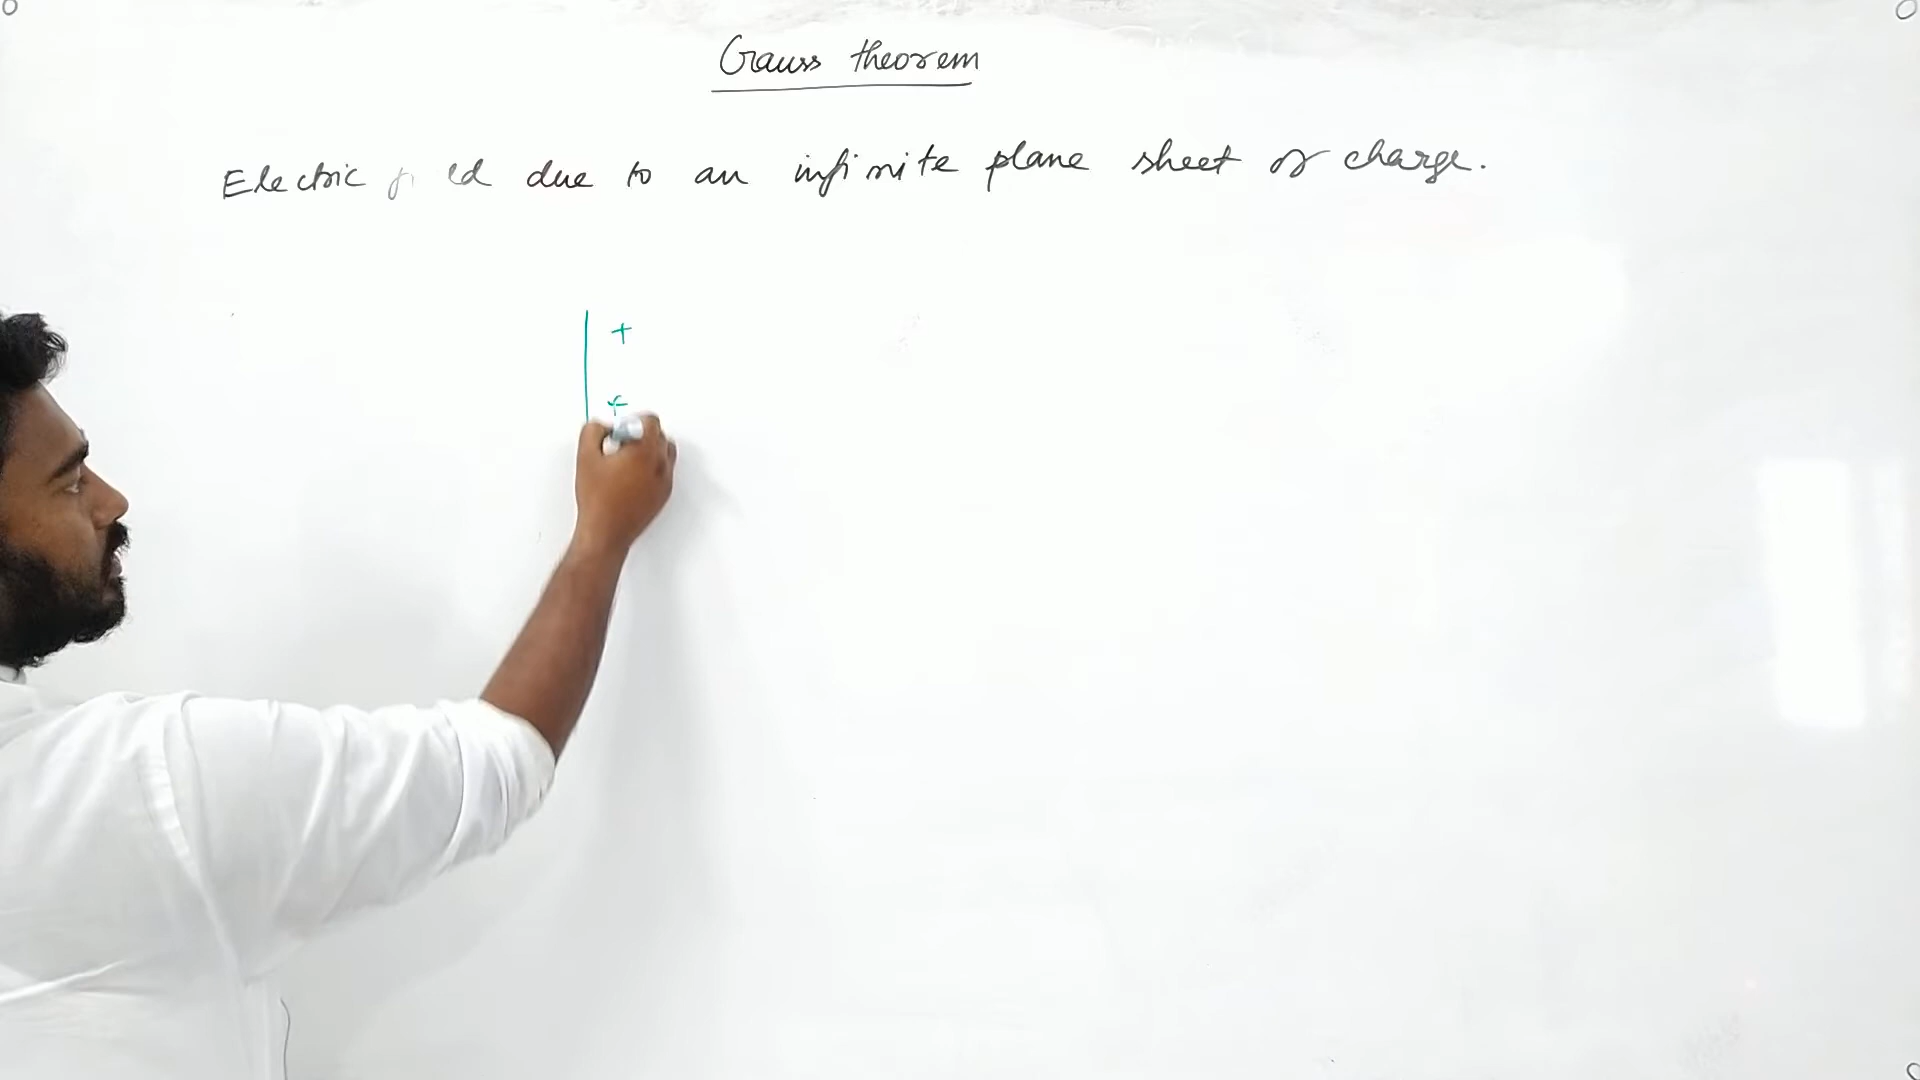 Gauss theorem
Electric field due to an infinite plane sheet of charge.
+
+